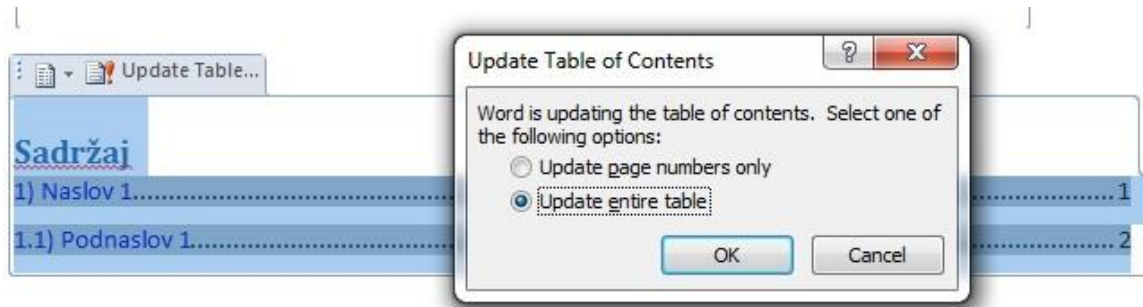 Update Table...
Sadržaj
1) Naslov 1.......................................................1
1.1) Podnaslov 1.......................................................2
Update Table of Contents
Word is updating the table of contents. Select one of
the following options:
Update page numbers only
Update entire table
OK
Cancel